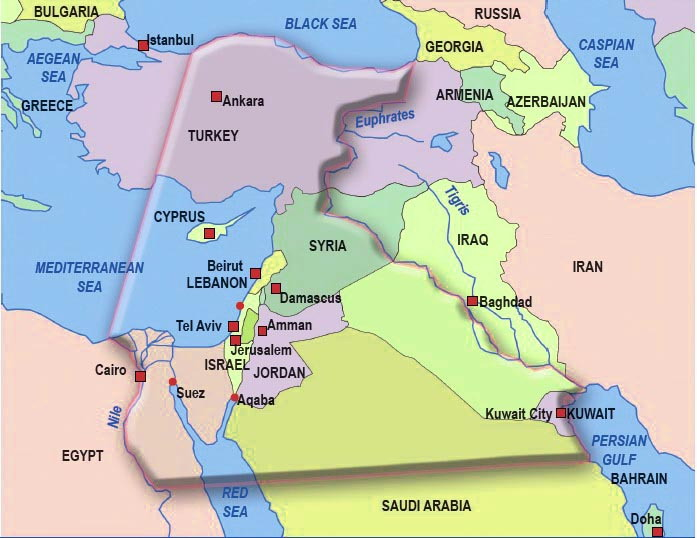 BULGARIA
Istanbul
BLACK SEA
RUSSIA
GEORGIA
CASPIAN
SEA
AEGEAN
SEA
GREECE
Ankara
TURKEY
Euphrates
ARMENIA
AZERBAIJAN
CYPRUS
SYRIA
Tigris
IRAQ
IRAN
MEDITERRANEAN
SEA
Beirut
LEBANON
Damascus
Baghdad
Tel Aviv
Amman
Jerusalem
ISRAEL
JORDAN
Cairo
Suez
Aqaba
Nile
EGYPT
Kuwait City
KUWAIT
PERSIAN
GULF
RED
SEA
SAUDI ARABIA
BAHRAIN
Doha